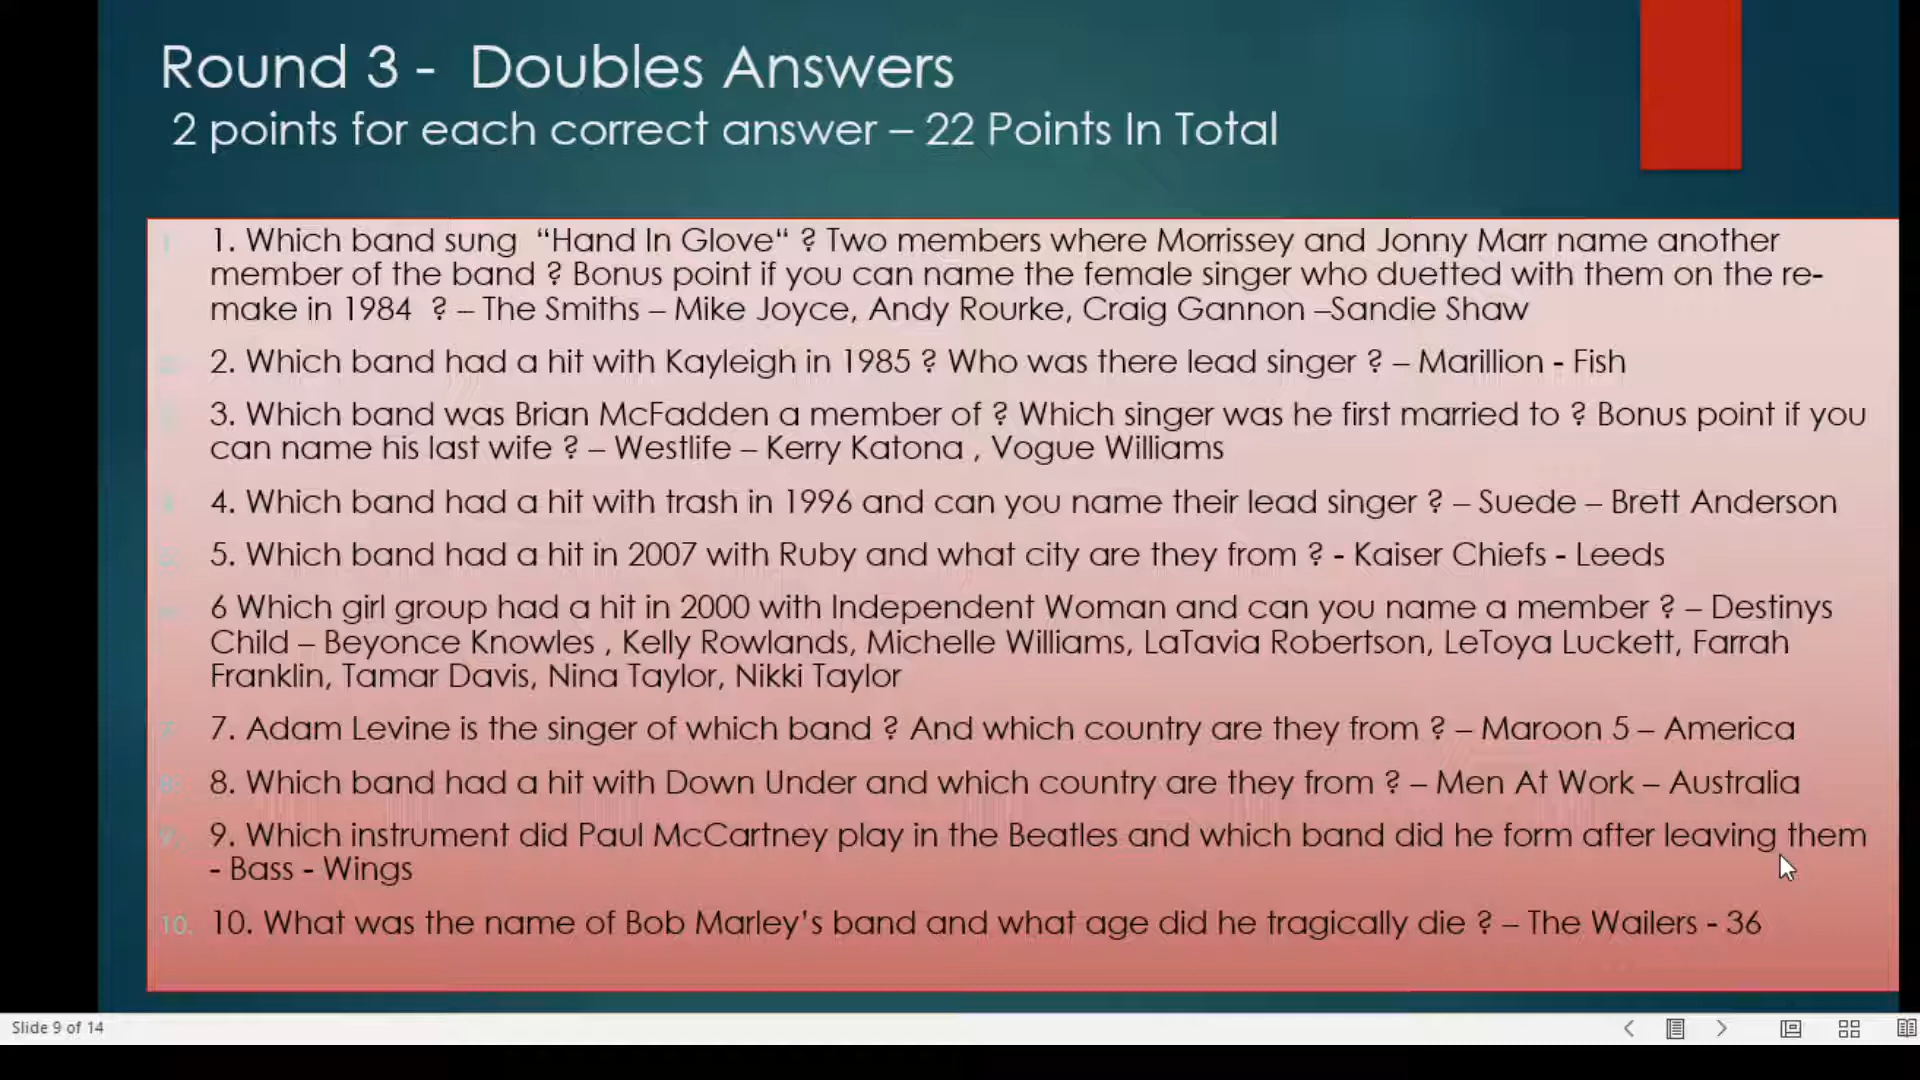 Round 3 -  Doubles Answers
2 points for each correct answer – 22 Points In Total
1. Which band sung  “Hand In Glove“ ? Two members where Morrissey and Jonny Marr name another
member of the band ? Bonus point if you can name the female singer who duetted with them on the re-
make in 1984  ? – The Smiths – Mike Joyce, Andy Rourke, Craig Gannon –Sandie Shaw
2. Which band had a hit with Kayleigh in 1985 ? Who was there lead singer ? – Marillion - Fish
3. Which band was Brian McFadden a member of ? Which singer was he first married to ? Bonus point if you
can name his last wife ? – Westlife – Kerry Katona , Vogue Williams
4. Which band had a hit with trash in 1996 and can you name their lead singer ? – Suede – Brett Anderson
5. Which band had a hit in 2007 with Ruby and what city are they from ? - Kaiser Chiefs - Leeds
6 Which girl group had a hit in 2000 with Independent Woman and can you name a member ? – Destinys
Child – Beyonce Knowles , Kelly Rowlands, Michelle Williams, LaTavia Robertson, LeToya Luckett, Farrah
Franklin, Tamar Davis, Nina Taylor, Nikki Taylor
7. 7. Adam Levine is the singer of which band ? And which country are they from ? – Maroon 5 – America
8. 8. Which band had a hit with Down Under and which country are they from ? – Men At Work – Australia
9. 9. Which instrument did Paul McCartney play in the Beatles and which band did he form after leaving them
- Bass - Wings
10. 10. What was the name of Bob Marley’s band and what age did he tragically die ? – The Wailers - 36
Slide 9 of 14